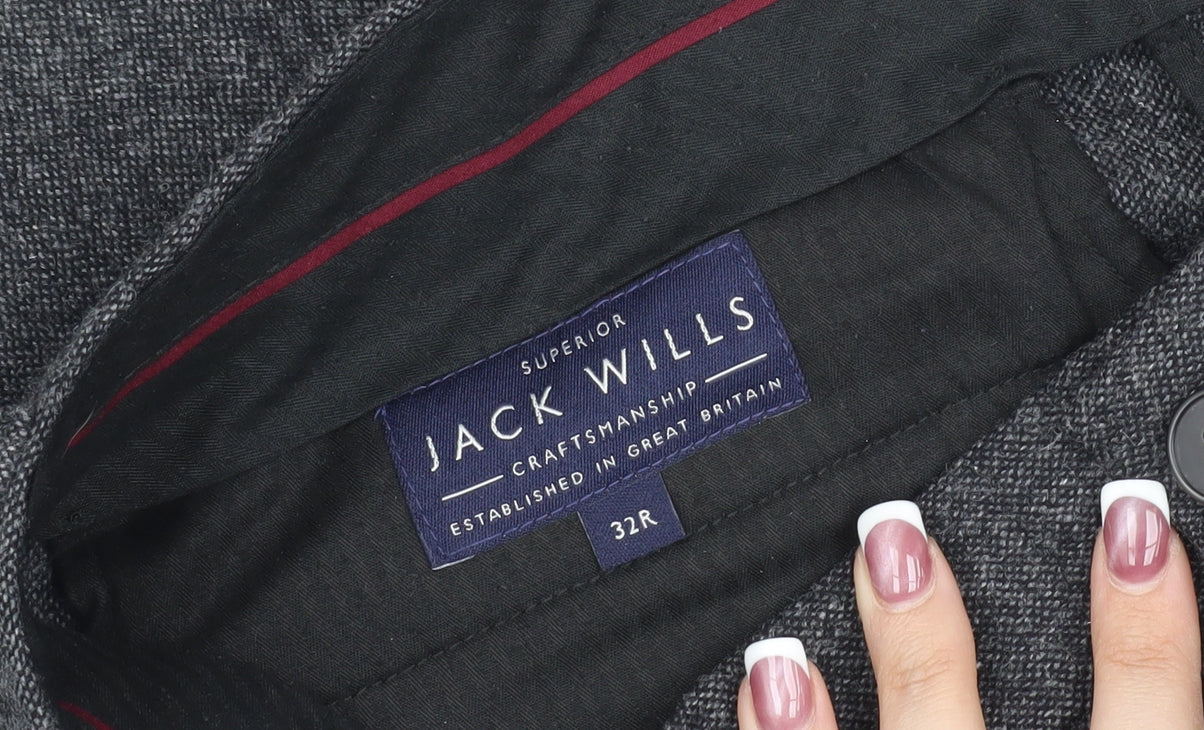 SUPERIOR
JACK WILLS
CRAFTSMANSHIP
ESTABLISHED IN GREAT BRITAIN
32R